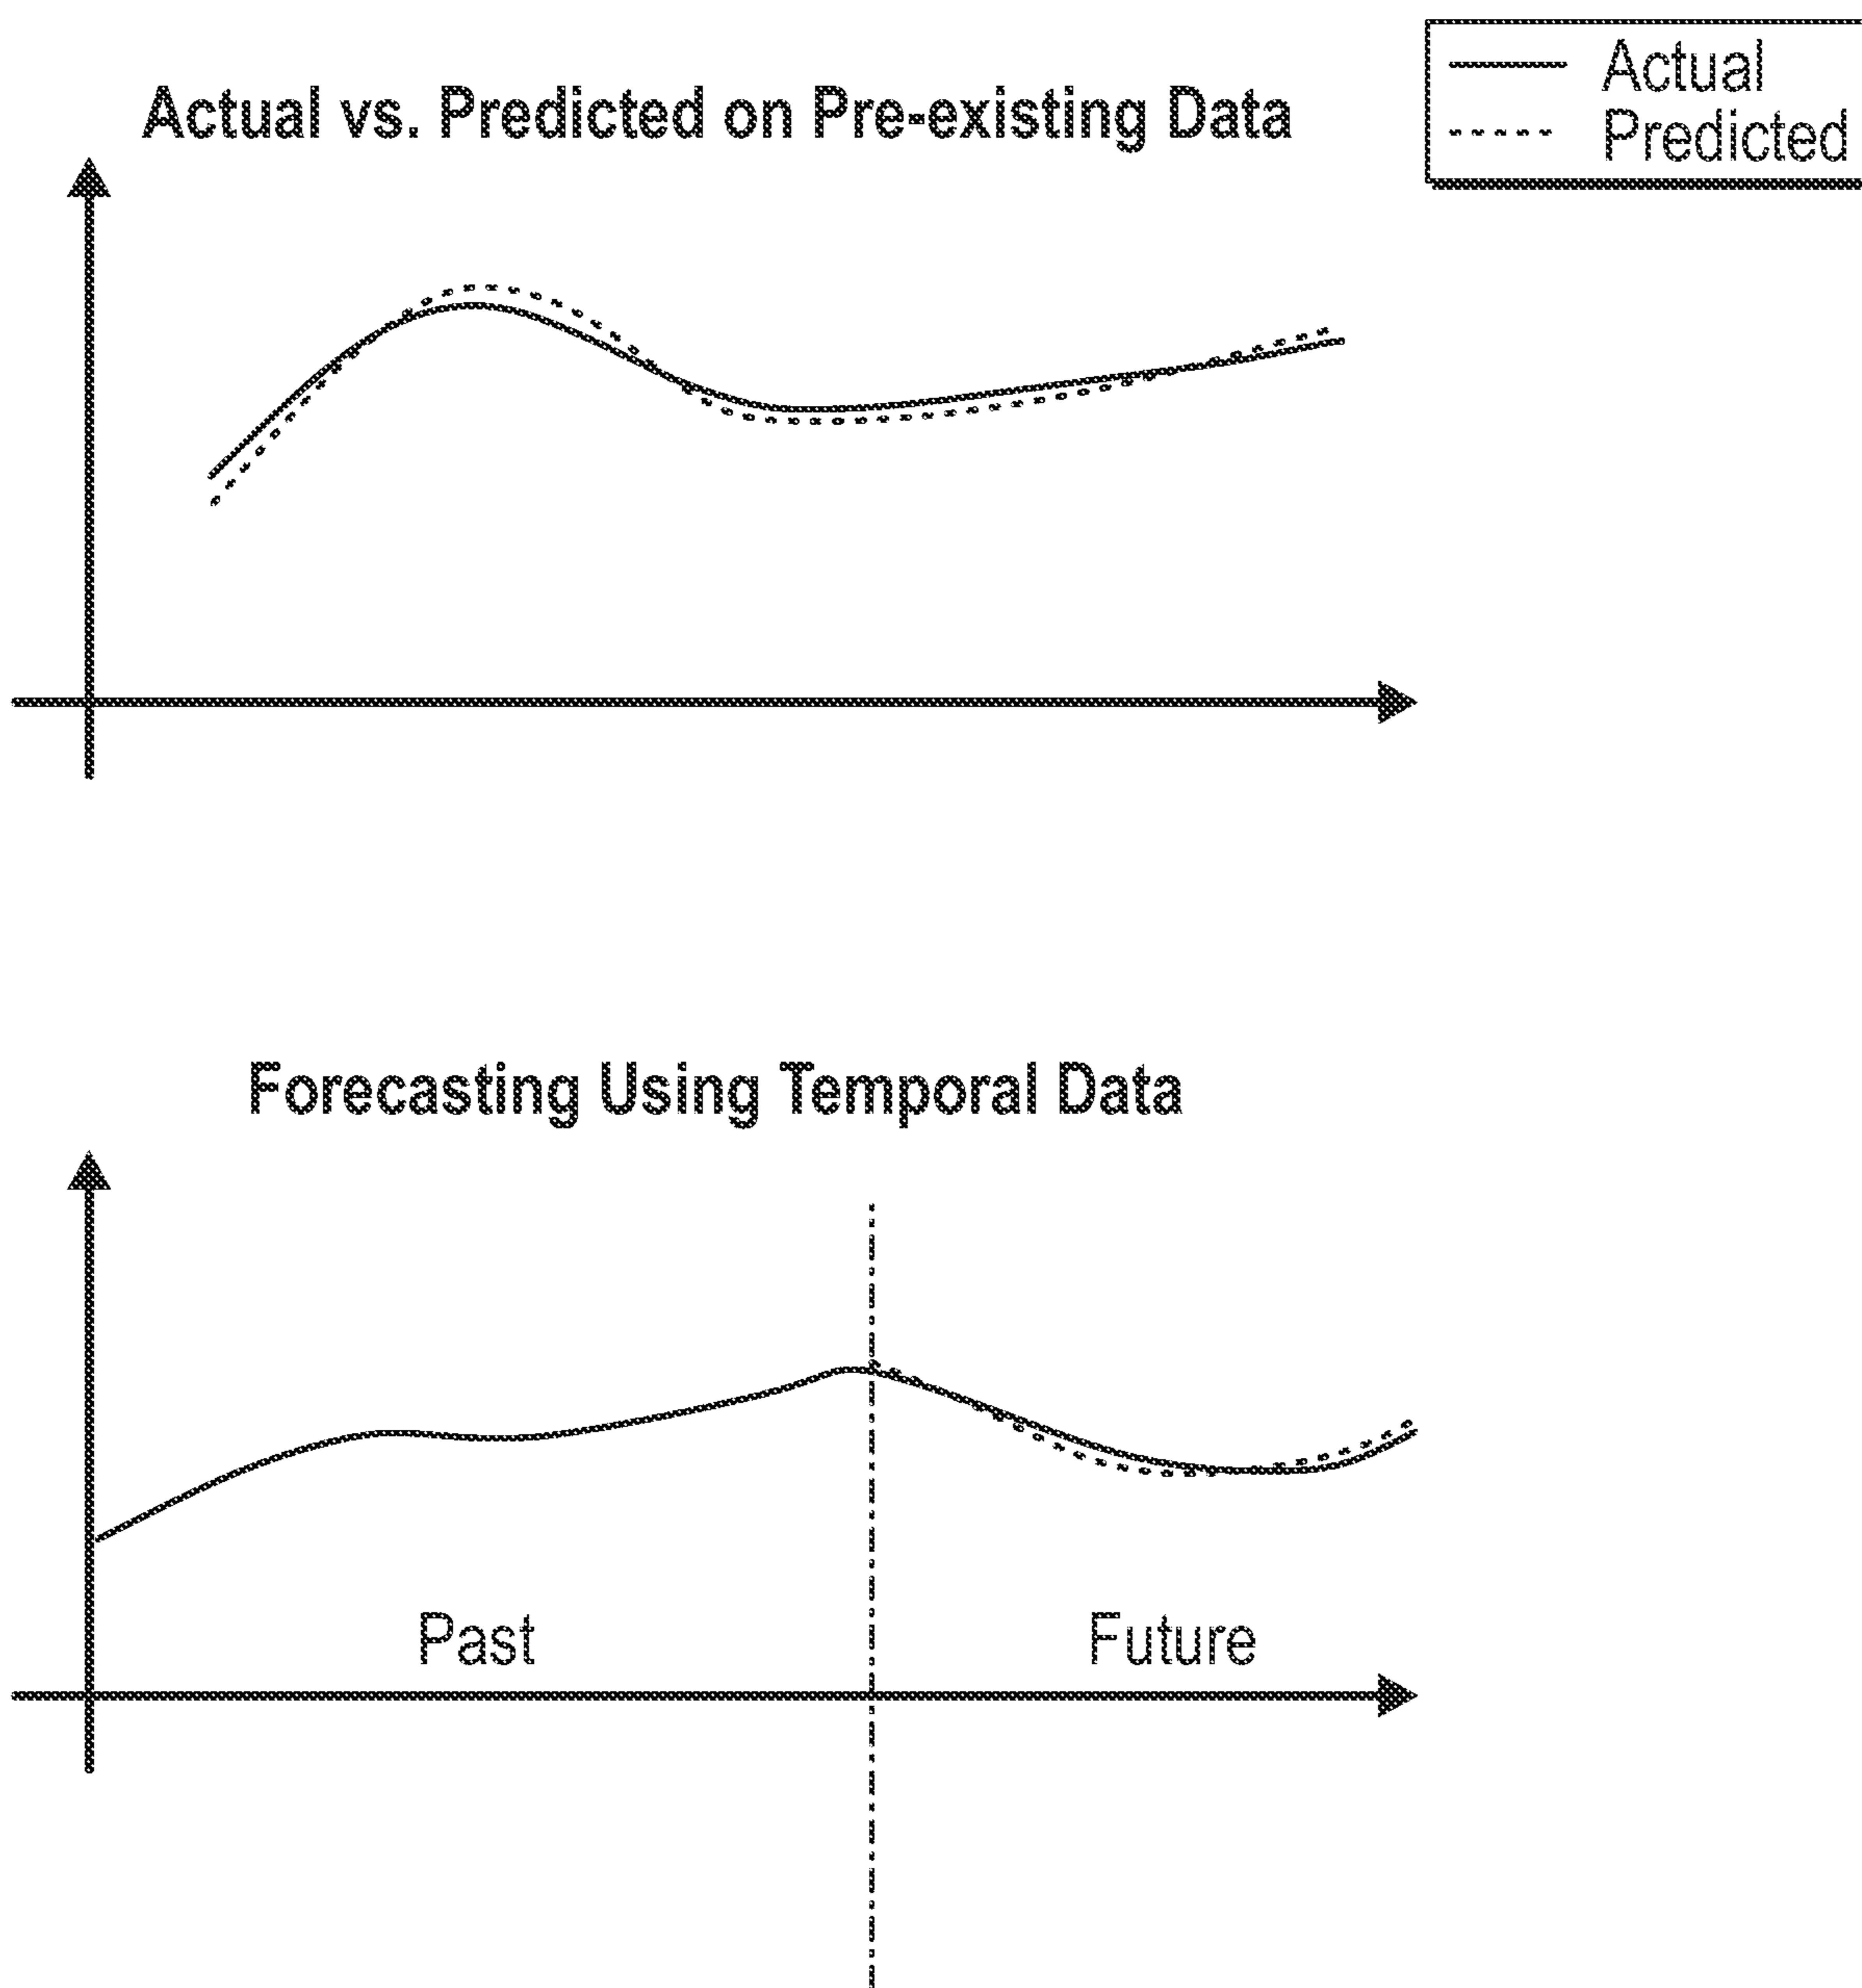 Actual
Predicted
Actual vs. Predicted on Pre-existing Data
Forecasting Using Temporal Data
Past
Future